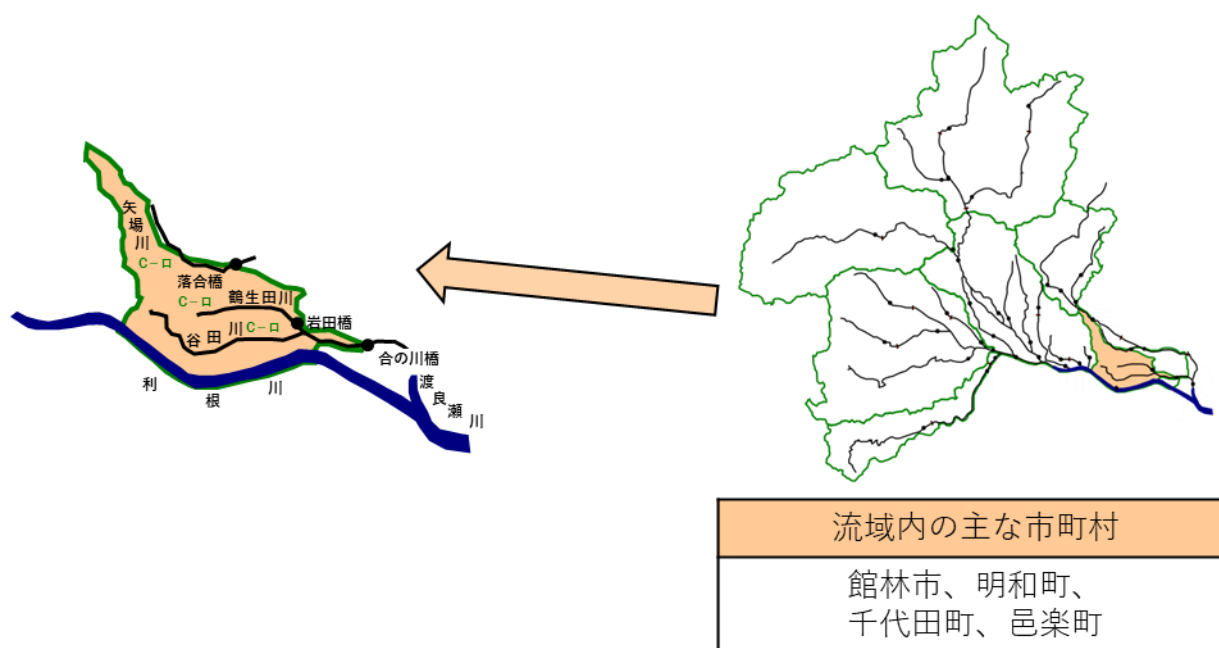 矢場川
C-ロ
落合橋
C-ロ
鶴生田川
岩田橋
谷田川
C-ロ
合の川橋
利根川
渡良瀬川
流域内の主な市町村
館林市、明和町、
千代田町、邑楽町